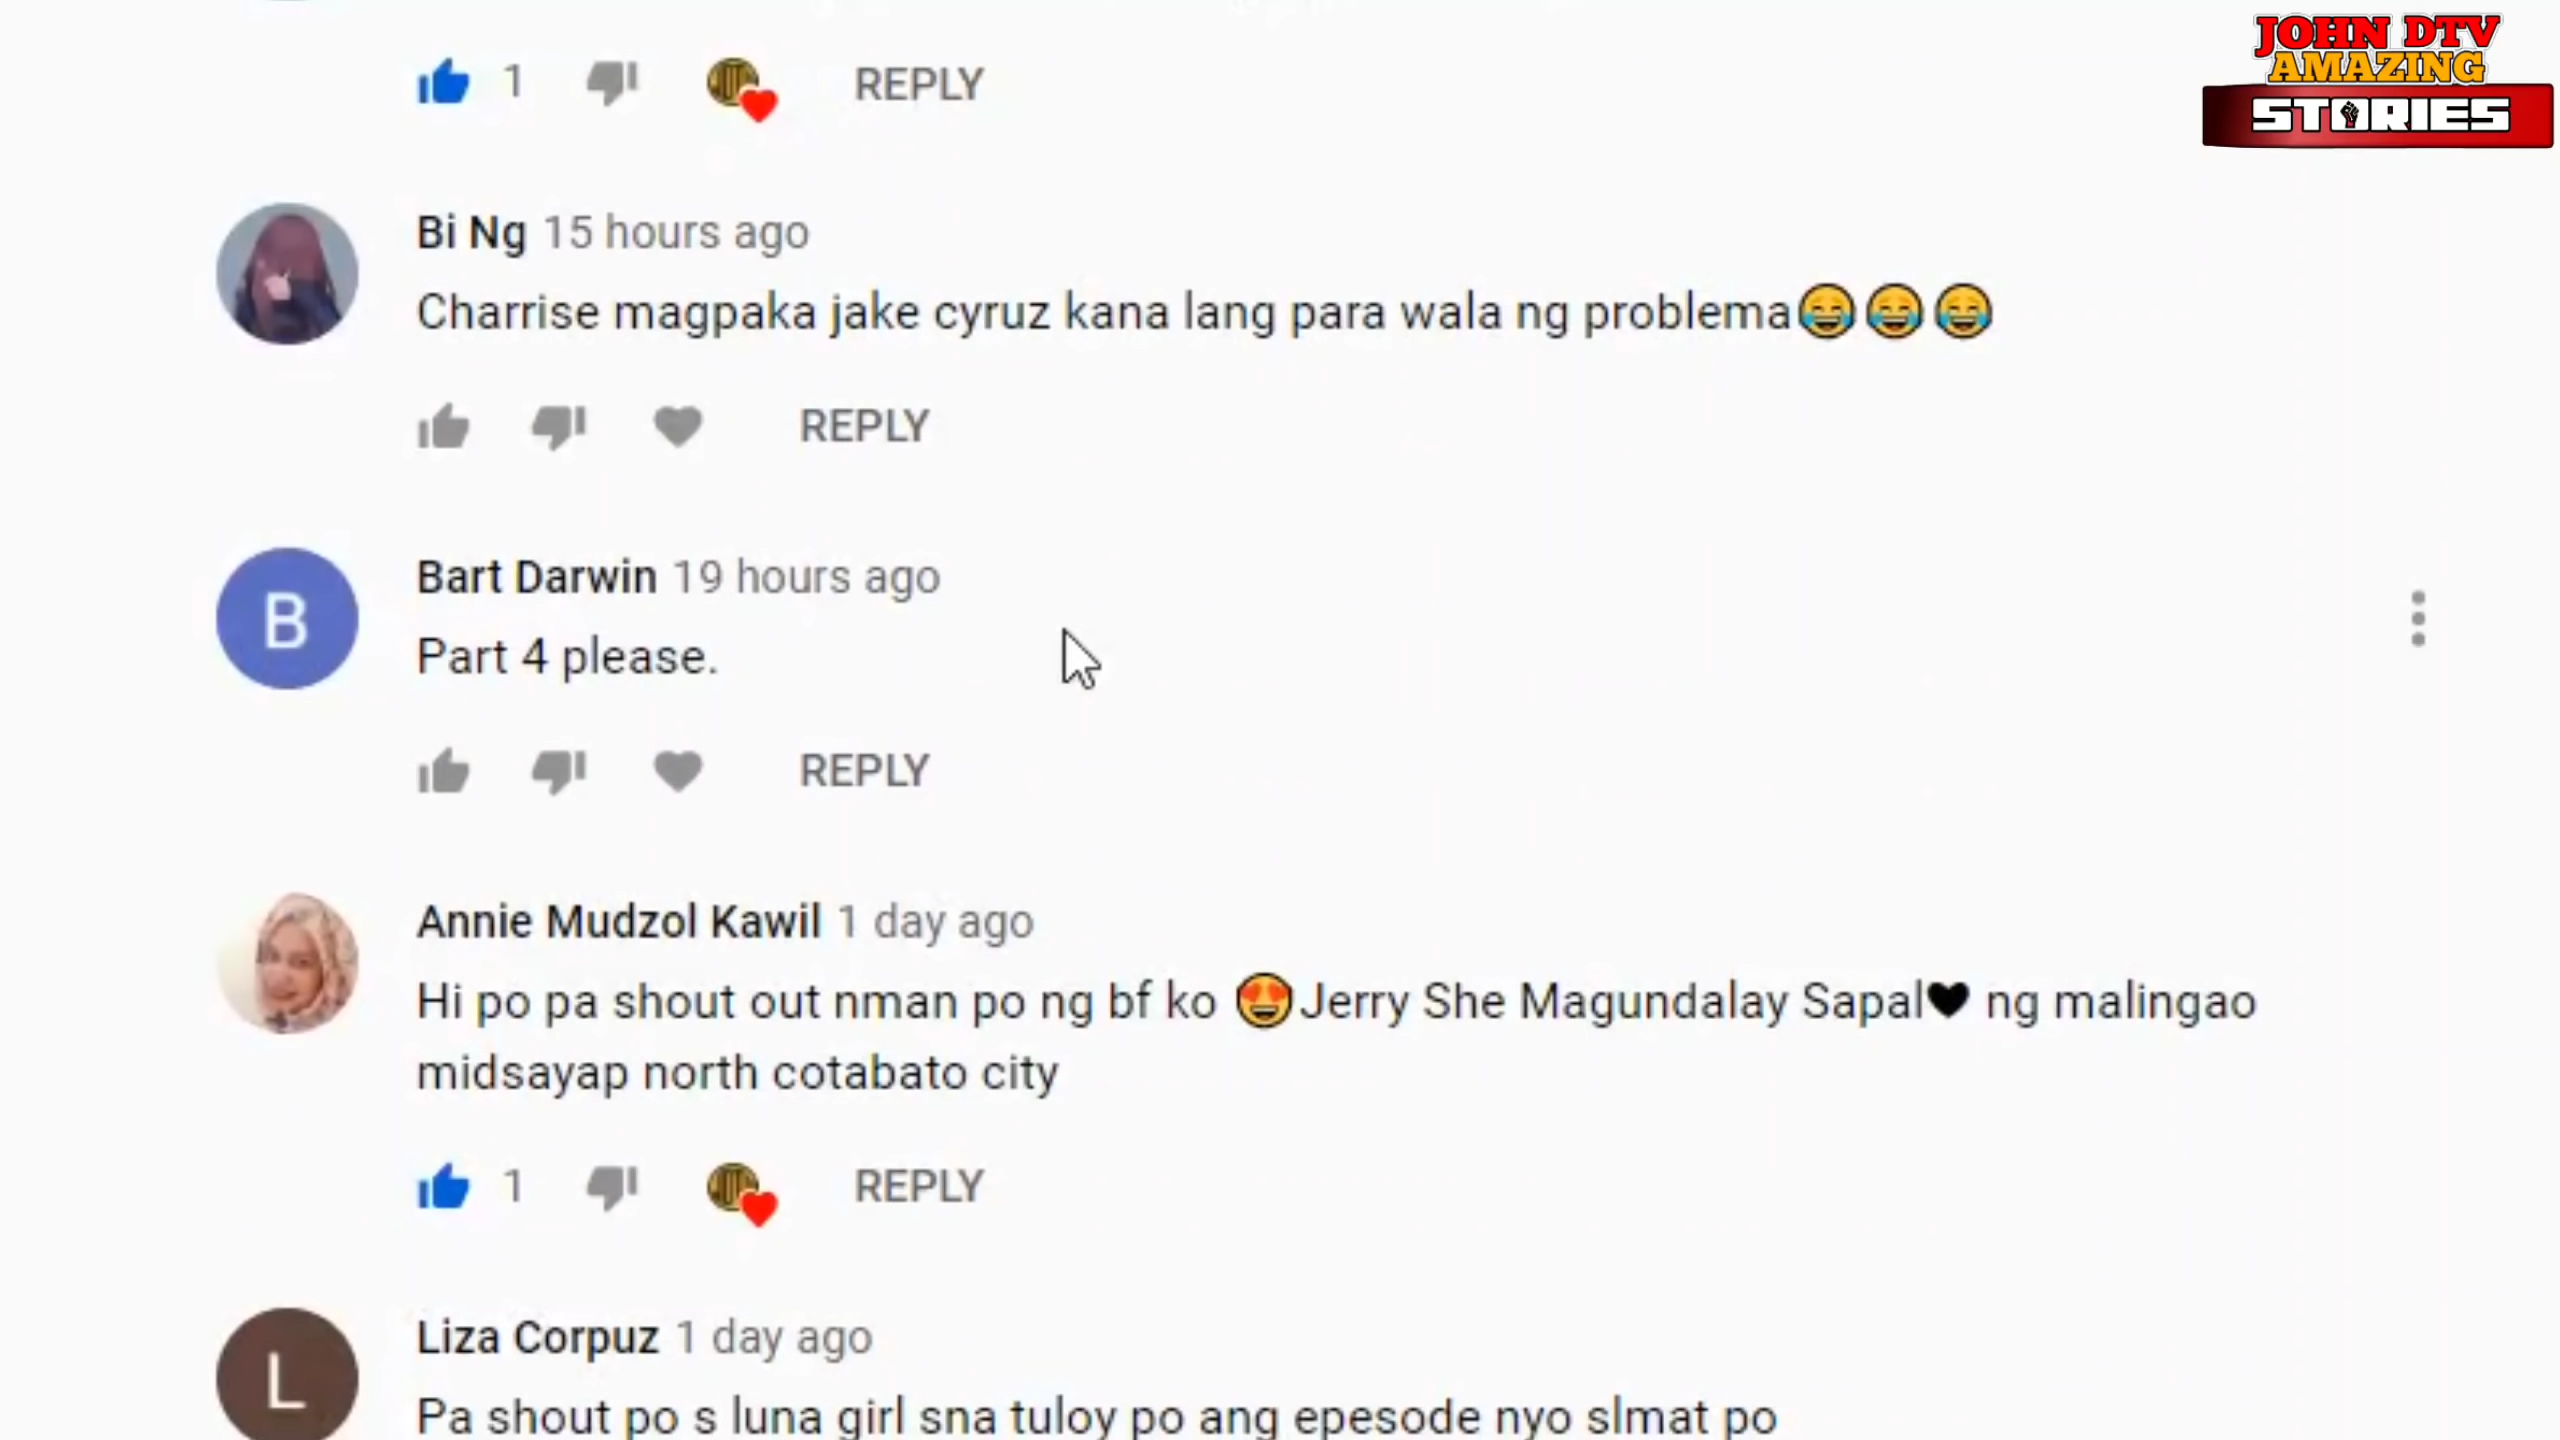 JOHN DTV
AMAZING
STORIES
1 REPLY
Bi Ng 15 hours ago
Charrise magpaka jake cyruz kana lang para wala ng problema😂😂😂
REPLY
B
Bart Darwin 19 hours ago
Part 4 please.
REPLY
Annie Mudzol Kawil 1 day ago
Hi po pa shout out nman po ng bf ko 😍Jerry She Magundalay Sapal♥ ng malingao
midsayap north cotabato city
1 REPLY
L
Liza Corpuz 1 day ago
Pa shout po s luna girl sna tuloy po ang epesode nyo slmat po